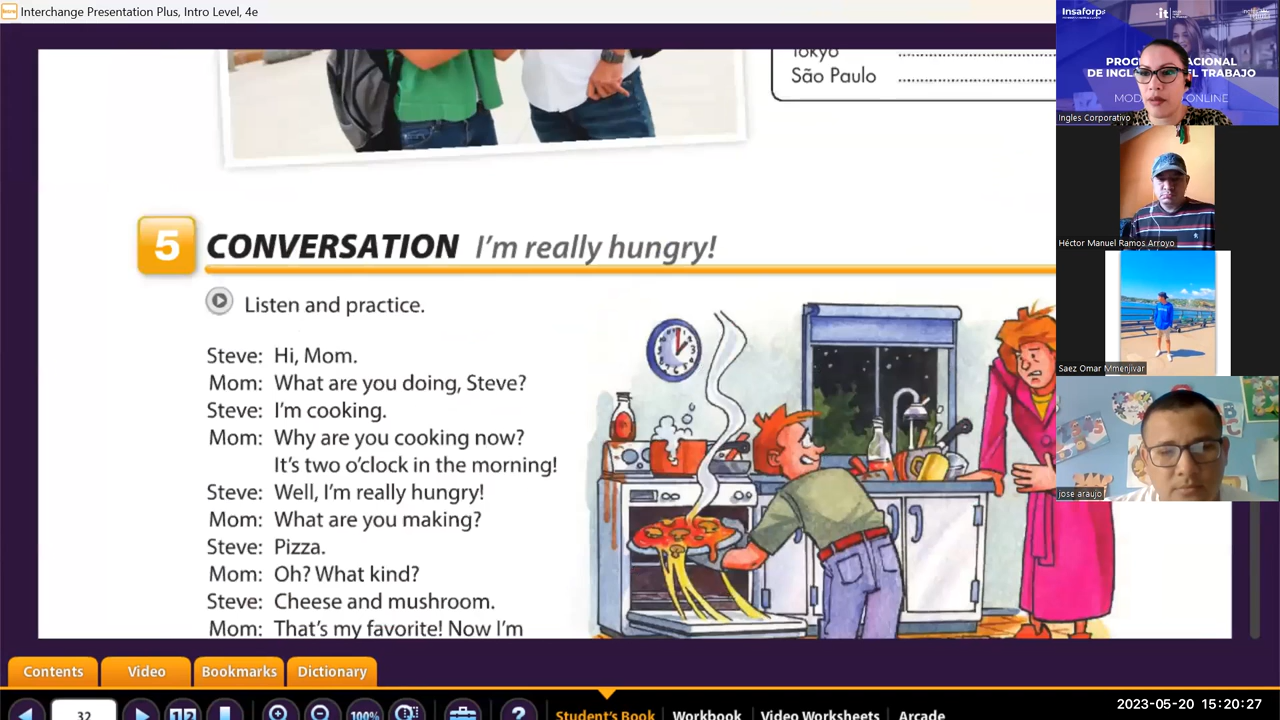 Interchange Presentation Plus, Intro Level, 4e
Tokyo
São Paulo
5 CONVERSATION I'm really hungry!
Listen and practice.
Steve: Hi, Mom.
Mom: What are you doing, Steve?
Steve: I'm cooking.
Mom: Why are you cooking now?
It's two o'clock in the morning!
Steve: Well, I'm really hungry!
Mom: What are you making?
Steve: Pizza.
Mom: Oh? What kind?
Steve: Cheese and mushroom.
Mom: That's my favorite! Now I'm
Insaforp
Ingles Corporativo
Héctor Manuel Ramos Arroyo
Saez Omar Mmenjivar
jose araujo
Contents Video Bookmarks Dictionary
32 1 2 100% ?
Student's Book Workbook Video Worksheets Arcade
2023-05-20 15:20:27